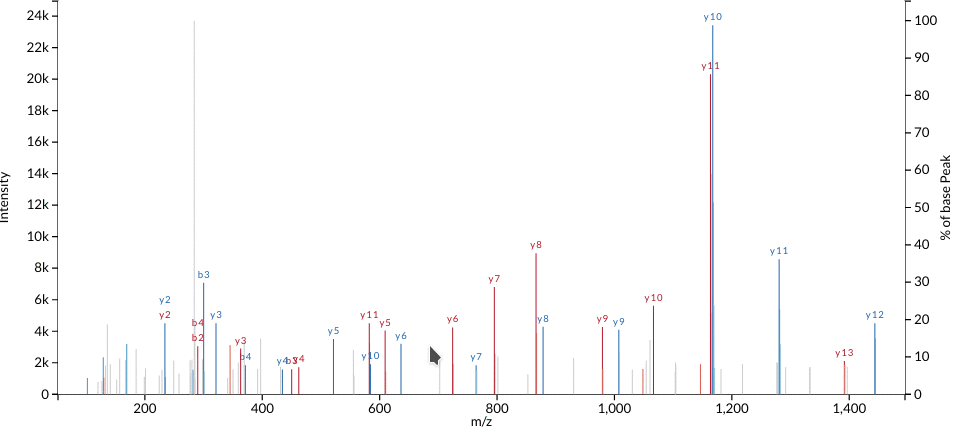 24k
22k
20k
18k
16k
14k
12k
10k
8k
6k
4k
2k
0
Intensity
100
90
80
70
60
50
40
30
20
10
0
% of base Peak
y10
y11
y8
y11
b3
y7
y2
y10
y2
b4
y3
y11
y5
y6
y8
y9
y9
y12
b2
y3
y5
y6
b4
y4
b3
y4
y10
y7
y13
200
400
600
800
1,000
1,200
1,400
m/z